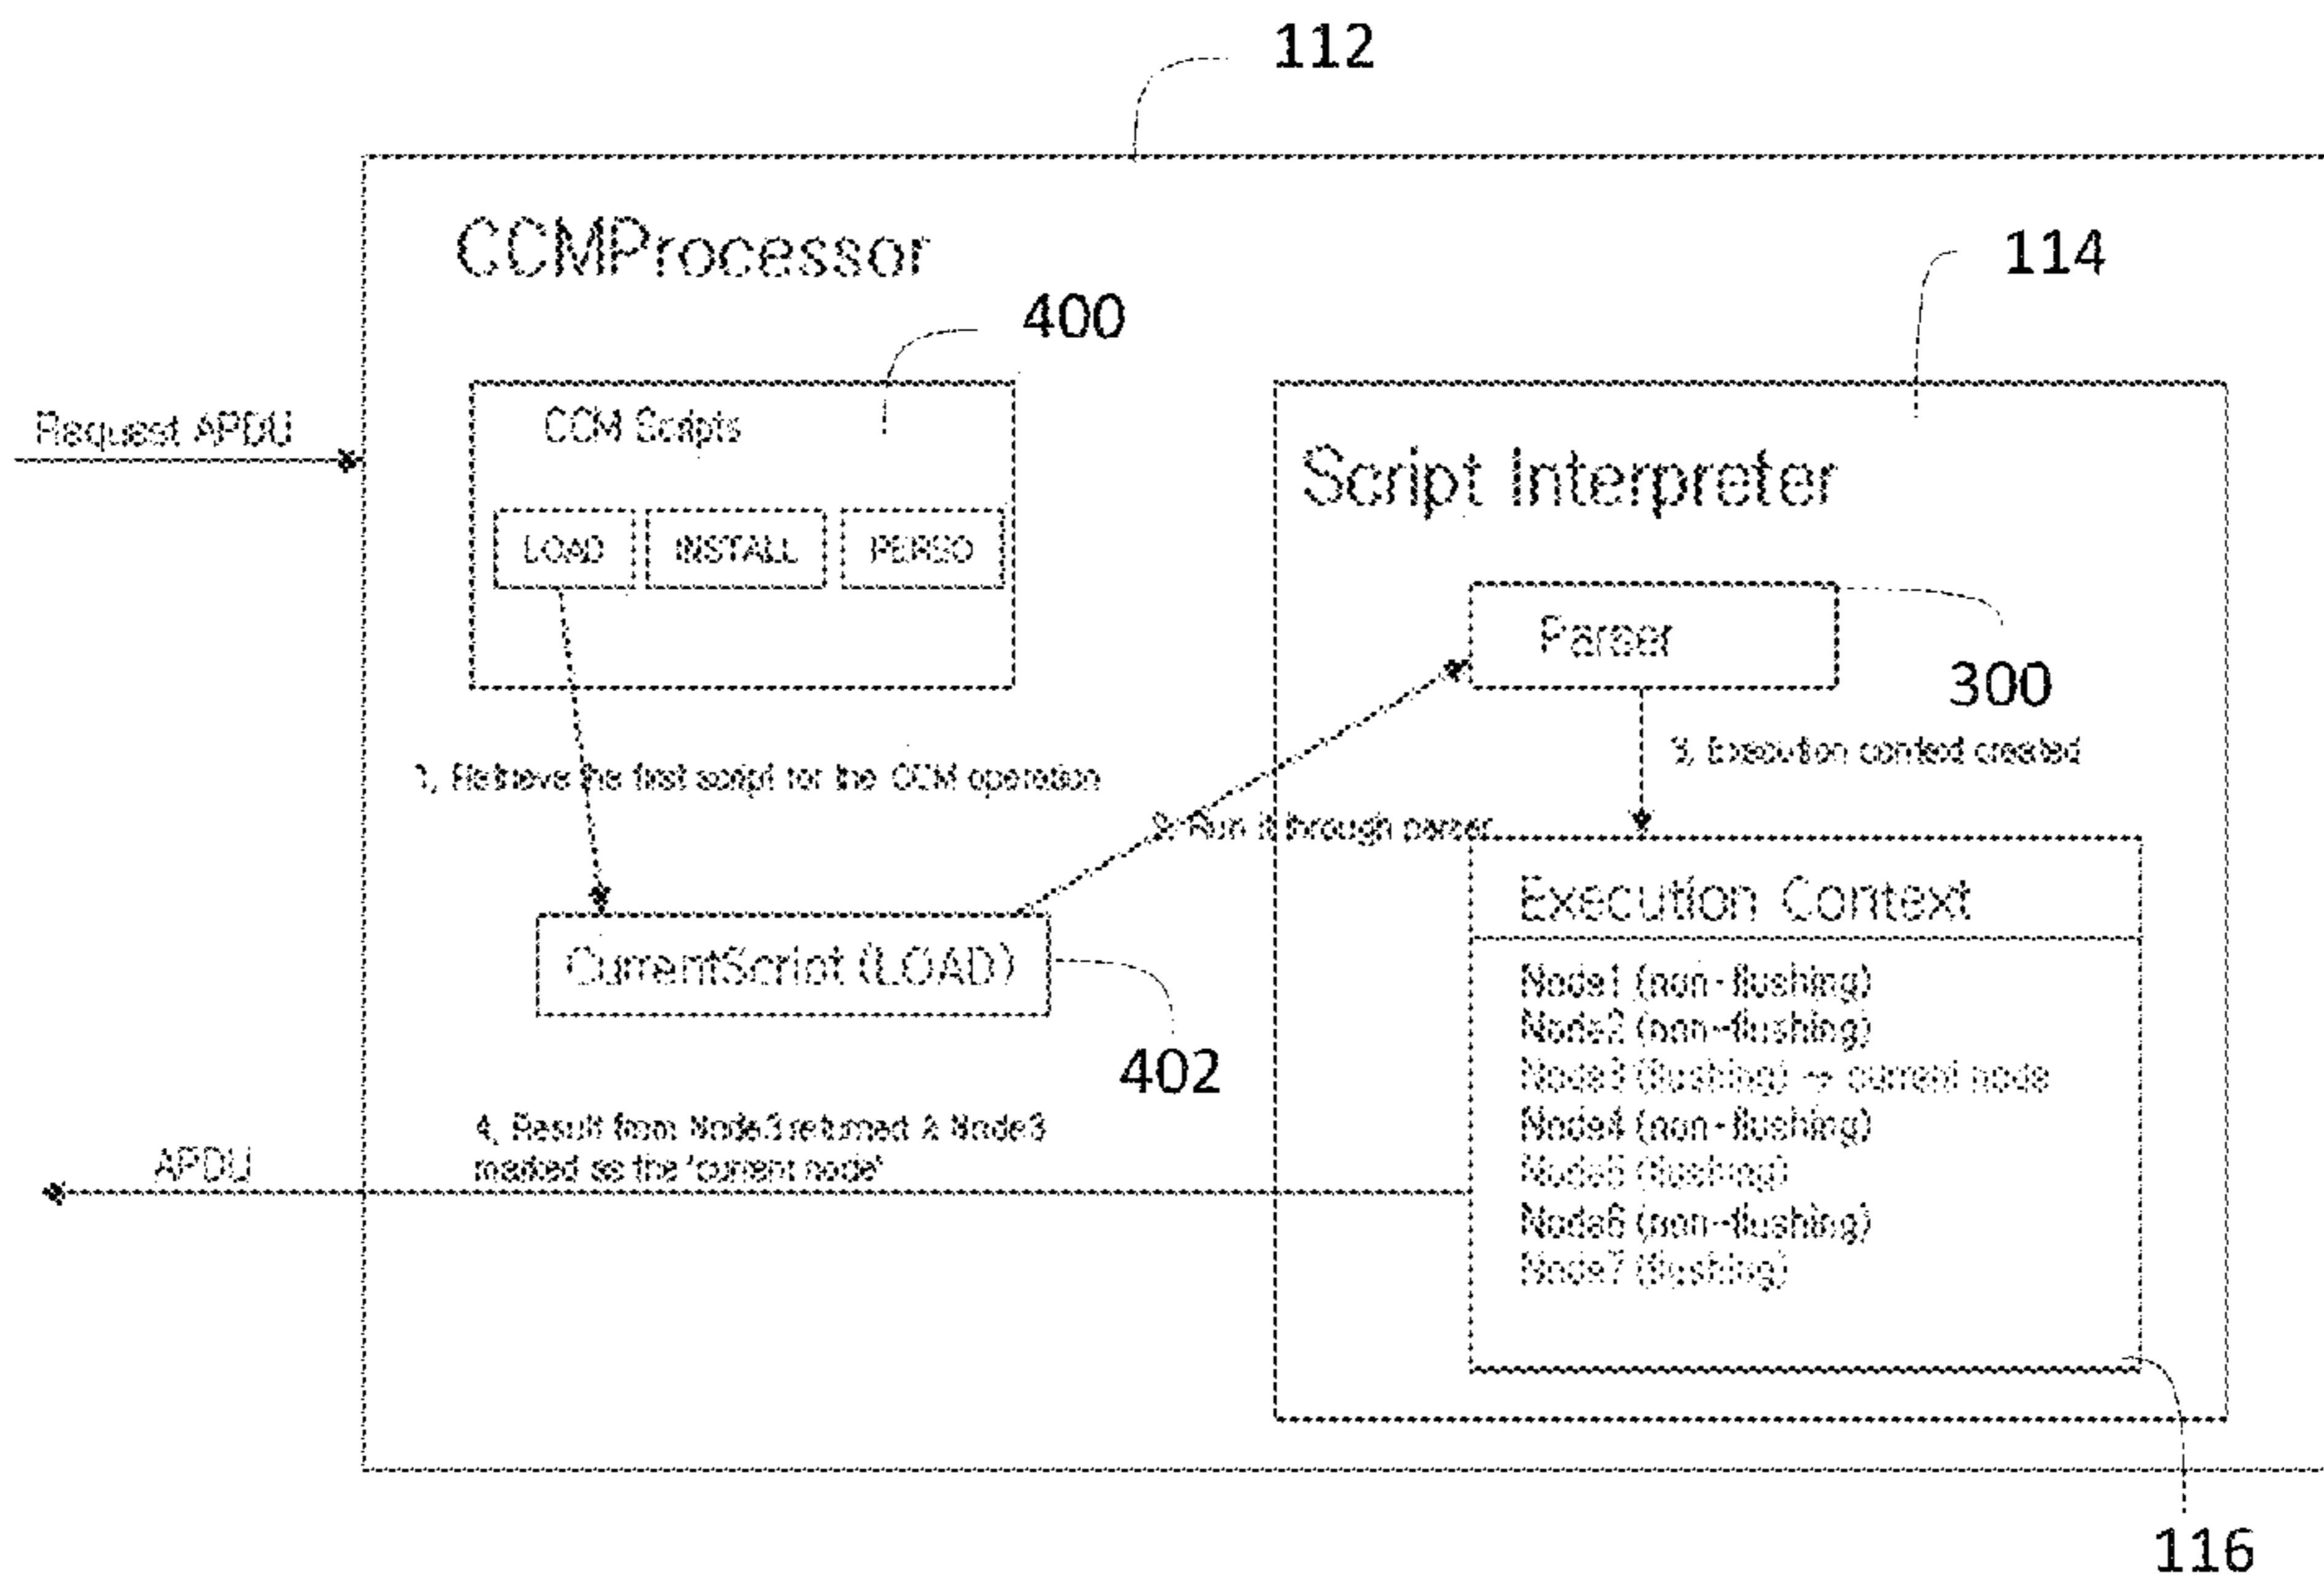 112
CCMProcessor
114
400
CCM Scripts
Request APDU
Script Interpreter
LOAD
INSTALL
PERSO
Parser
300
3, Execution context created
1, Retrieve the first script for the CCM operation
2, Run it through parser
Execution Context
CurrentScript (LOAD)
Node1 (non-flushing)
Node2 (non-flushing)
402
Node3 (flushing) → current node
4, Result from Node3 returned & Node3
Node4 (non-flushing)
APDU
marked as the 'current node'
Node5 (flushing)
Node6 (non-flushing)
Node7 (flushing)
116